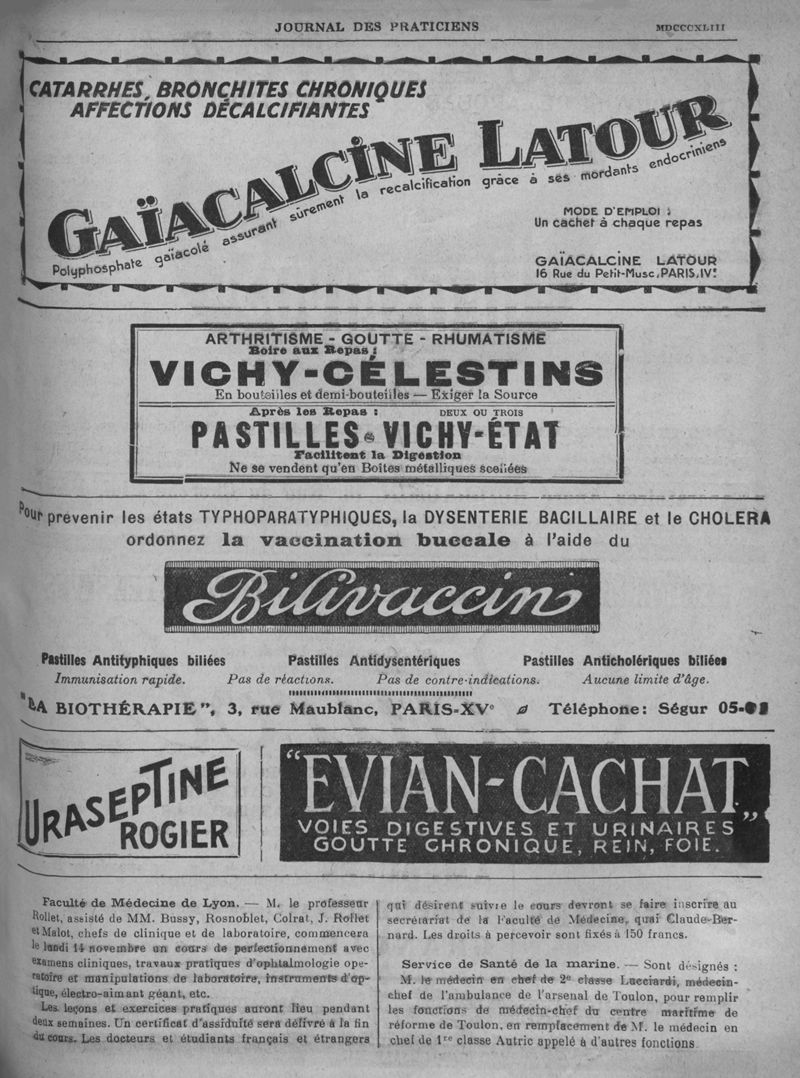 JOURNAL DES PRATICIENS
MDCCCXLIII
CATARRHES, BRONCHITES CHRONIQUES
AFFECTIONS DÉCALCIFIANTES
GAÏACALCINE LATOUR
Polyphosphate gaïacolé assurant sûrement la recalcification grâce à ses mordants endocriniens
MODE D'EMPLOI :
Un cachet à chaque repas
GAÏACALCINE LATOUR
16 Rue du Petit-Musc, PARIS, IVe
ARTHRITISME - GOUTTE - RHUMATISME
Boire aux Repas :
VICHY-CÉLESTINS
En bouteilles et demi-bouteilles — Exiger la Source
Après les Repas : DEUX OU TROIS
PASTILLES VICHY-ÉTAT
Facilitent la Digestion
Ne se vendent qu'en Boîtes métalliques scellées
Pour prévenir les états TYPHOPARATYPHIQUES, la DYSENTERIE BACILLAIRE et le CHOLERA
ordonnez la vaccination buccale à l'aide du
Bilivaccin
Pastilles Antityphiques biliées
Pastilles Antidysentériques
Pastilles Anticholériques biliées
Immunisation rapide. Pas de réactions. Pas de contre-indications. Aucune limite d'âge.
"LA BIOTHÉRAPIE", 3, rue Maublanc, PARIS-XVe Téléphone: Ségur 05-
URASEPTINE
ROGIER
"EVIAN-CACHAT"
VOIES DIGESTIVES ET URINAIRES
GOUTTE CHRONIQUE, REIN, FOIE.
Faculté de Médecine de Lyon. — M. le professeur
Rollet, assisté de MM. Bussy, Rosnoblet, Colrat, J. Rollet
et Malot, chefs de clinique et de laboratoire, commencera
le lundi 14 novembre un cours de perfectionnement avec
examens cliniques, travaux pratiques d'ophtalmologie opé-
ratoire et manipulations de laboratoire, instruments d'op-
tique, électro-aimant géant, etc.
Les leçons et exercices pratiques auront lieu pendant
deux semaines. Un certificat d'assiduité sera délivré à la fin
du cours. Les docteurs et étudiants français et étrangers
qui désirent suivre le cours devront se faire inscrire au
secrétariat de la Faculté de Médecine, quai Claude-Ber-
nard. Les droits à percevoir sont fixés à 150 francs.
Service de Santé de la marine. — Sont désignés :
M. le médecin en chef de 2e classe Lucciardi, médecin-
chef de l'ambulance de l'arsenal de Toulon, pour remplir
les fonctions de médecin-chef du centre maritime de
réforme de Toulon, en remplacement de M. le médecin en
chef de 1re classe Autric appelé à d'autres fonctions.